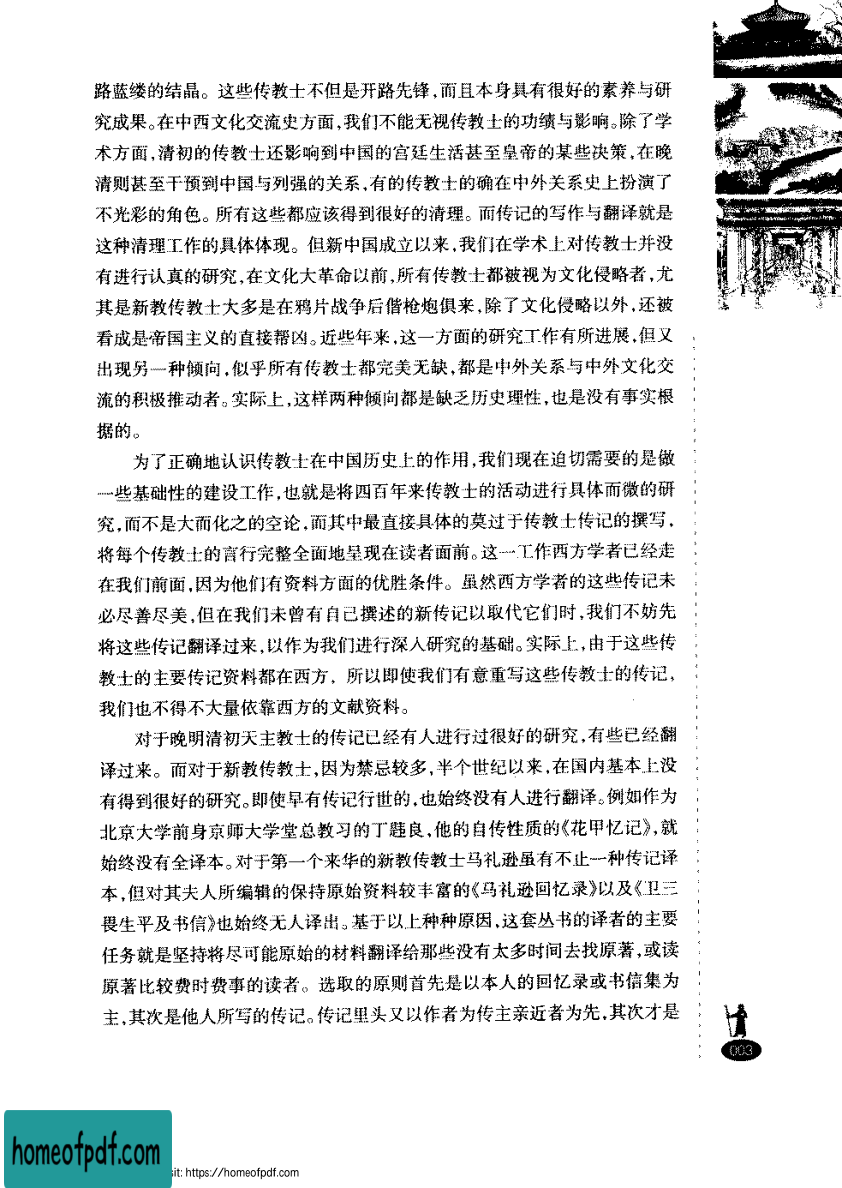 路蓝缕的结晶。这些传教士不但是开路先锋,而且本身具有很好的素养与研
究成果。在中西文化交流史方面,我们不能无视传教士的功绩与影响。除了学
术方面,清初的传教士还影响到中国的宫廷生活甚至皇帝的某些决策,在晚
清则甚至干预到中国与列强的关系,有的传教士的确在中外关系史上扮演了
不光彩的角色。所有这些都应该得到很好的清理。而传记的写作与翻译就是
这种清理工作的具体体现。但新中国成立以来,我们在学术上对传教士并没
有进行认真的研究,在文化大革命以前,所有传教士都被视为文化侵略者,尤
其是新教传教士大多是在鸦片战争后偕枪炮俱来,除了文化侵略以外,还被
看成是帝国主义的直接帮凶。近些年来,这一方面的研究工作有所进展,但又
出现另一种倾向,似乎所有传教士都完美无缺,都是中外关系与中外文化交
流的积极推动者。实际上,这样两种倾向都是缺乏历史理性,也是没有事实根
据的。
为了正确地认识传教士在中国历史上的作用,我们现在迫切需要的是做
一些基础性的建设工作,也就是将四百年来传教士的活动进行具体而微的研
究,而不是大而化之的空论,而其中最直接具体的莫过于传教士传记的撰写,
将每个传教士的言行完整全面地呈现在读者面前。这一工作西方学者已经走
在我们前面,因为他们有资料方面的优胜条件。虽然西方学者的这些传记未
必尽善尽美,但在我们未曾有自己撰述的新传记以取代它们时,我们不妨先
将这些传记翻译过来,以作为我们进行深入研究的基础。实际上,由于这些传
教士的主要传记资料都在西方,所以即使我们有意重写这些传教士的传记,
我们也不得不大量依靠西方的文献资料。
对于晚明清初天主教士的传记已经有人进行过很好的研究,有些已经翻
译过来。而对于新教传教士,因为禁忌较多,半个世纪以来,在国内基本上没
有得到很好的研究。即使早有传记行世的,也始终没有人进行翻译。例如作为
北京大学前身京师大学堂总教习的丁韪良,他的自传性质的《花甲忆记》,就
始终没有全译本。对于第一个来华的新教传教士马礼逊虽有不止一种传记译
本,但对其夫人所编辑的保持原始资料较丰富的《马礼逊回忆录》以及《卫三
畏生平及书信》也始终无人译出。基于以上种种原因,这套丛书的译者的主要
任务就是坚持将尽可能原始的材料翻译给那些没有太多时间去找原著,或读
原著比较费时费事的读者。选取的原则首先是以本人的回忆录或书信集为
主,其次是他人所写的传记。传记里头又以作者为传主亲近者为先,其次才是
003
homeofpdf.com
sit: https://homeofpdf.com